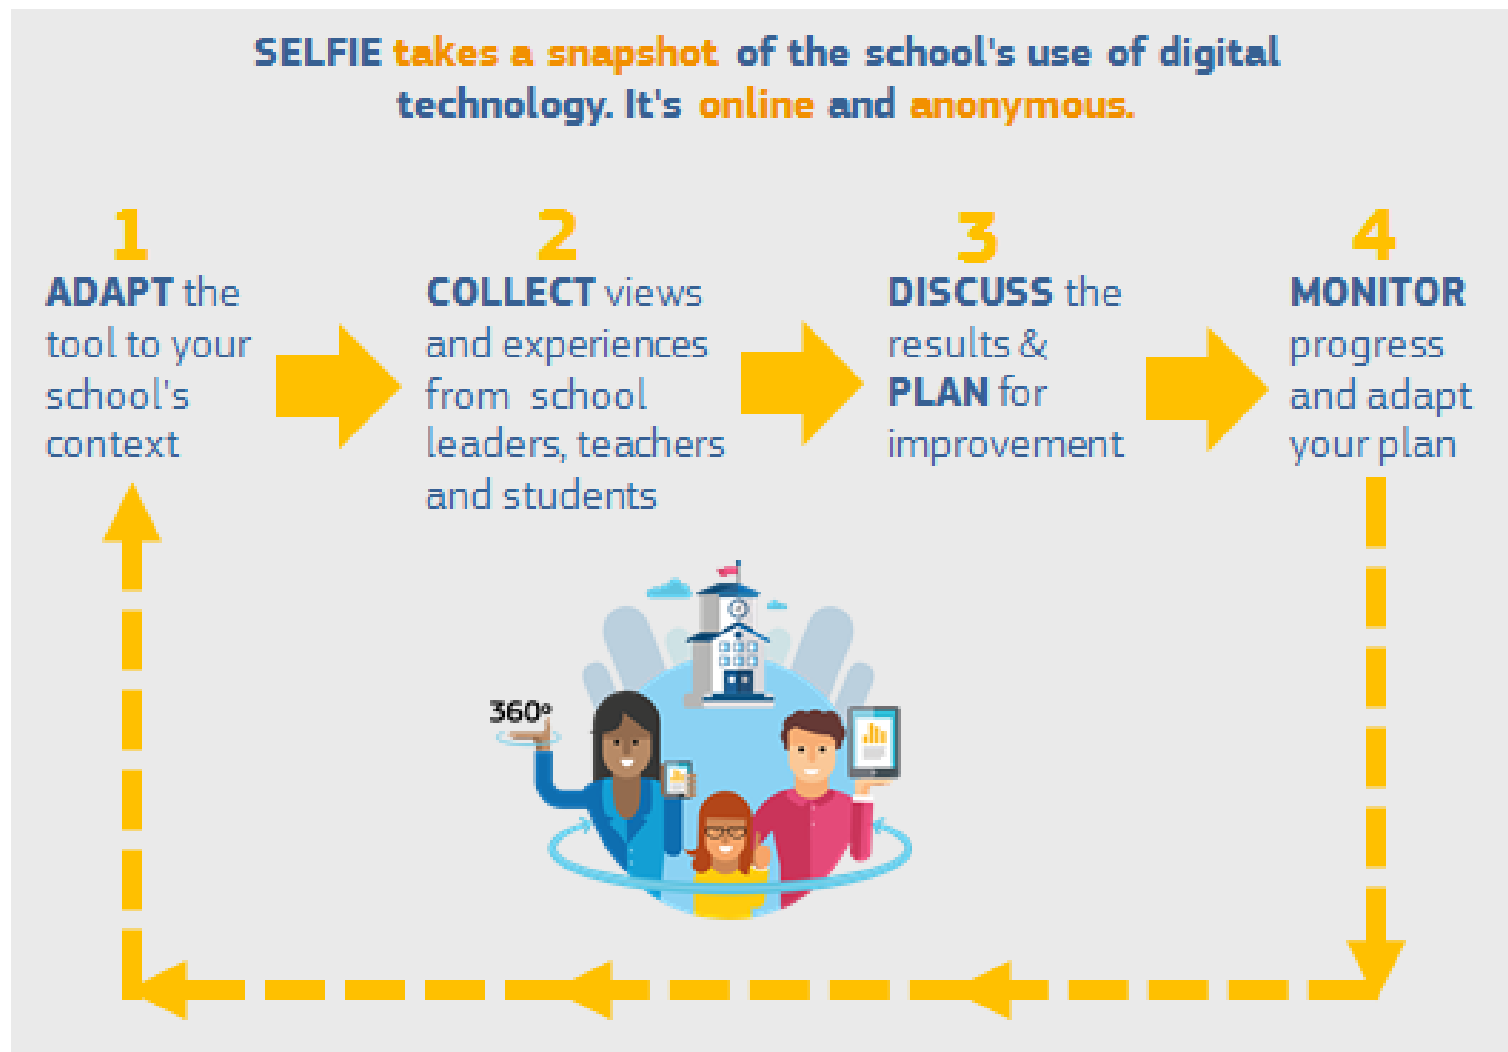 SELFIE takes a snapshot of the school's use of digital
technology. It's online and anonymous.
1
ADAPT the
tool to your
school's
context
2
COLLECT views
and experiences
from school
leaders, teachers
and students
3
DISCUSS the
results &
PLAN for
improvement
4
MONITOR
progress
and adapt
your plan
360º